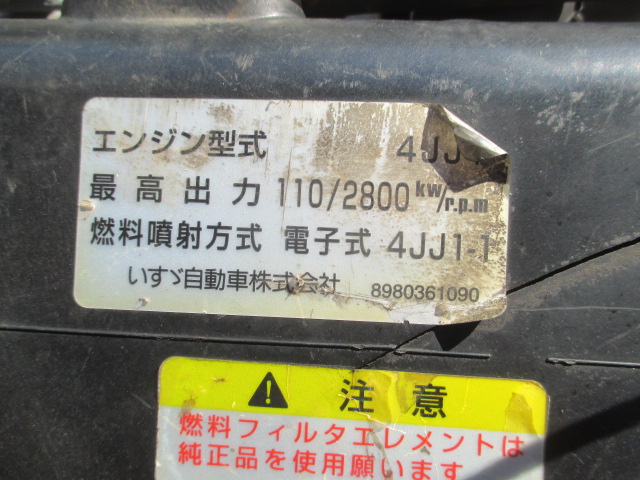 エンジン型式 4JJ
最高出力 110/2800 kw/r.p.m
燃料噴射方式 電子式 4JJ1-1
いすゞ自動車株式会社 8980361090
注意
燃料フィルタエレメントは
純正品を使用願います